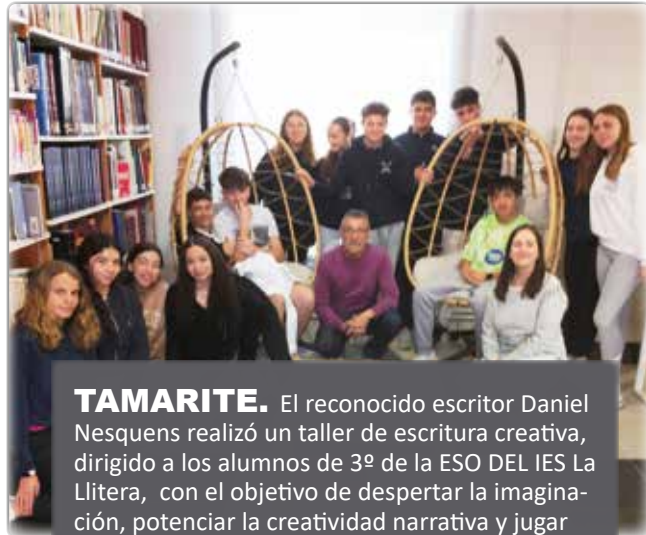 TAMARITE. El reconocido escritor Daniel
Nesquens realizó un taller de escritura creativa,
dirigido a los alumnos de 3º de la ESO DEL IES La
Llitera, con el objetivo de despertar la imagina-
ción, potenciar la creatividad narrativa y jugar